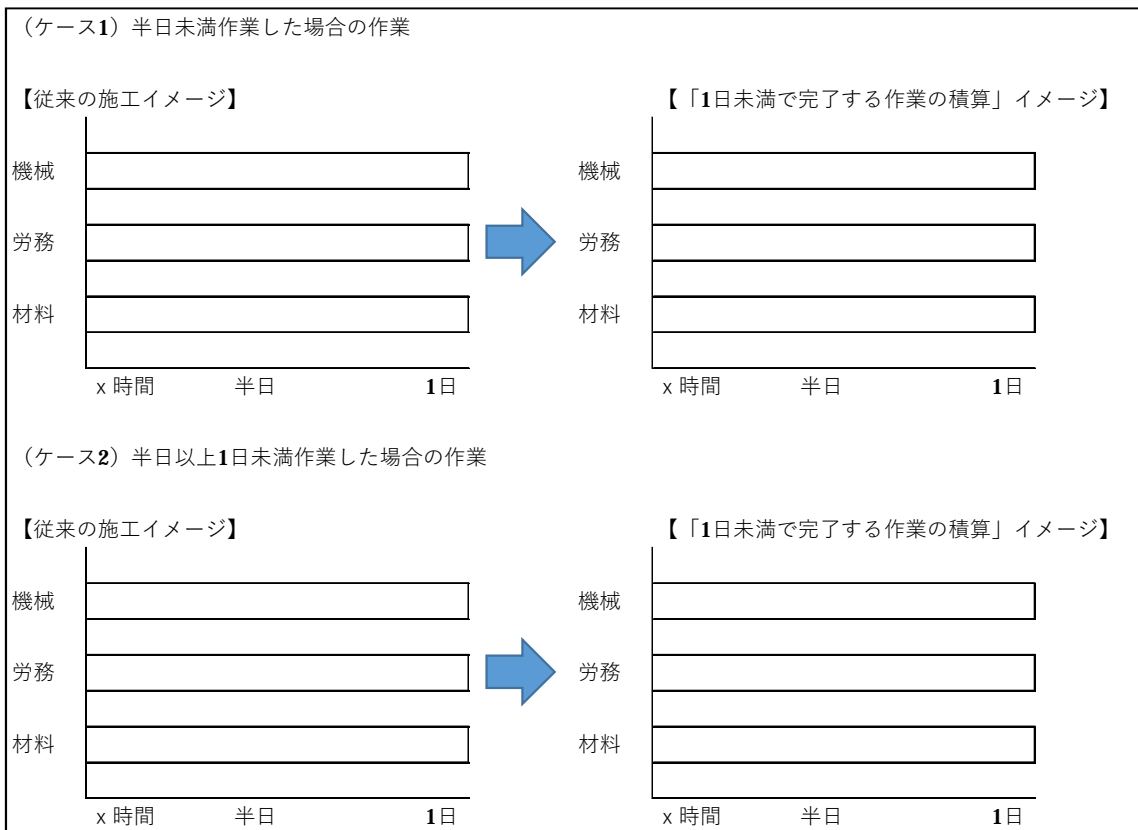 （ケース1）半日未満作業した場合の作業
【従来の施工イメージ】
機械
労務
材料
x 時間 半日 1日
【「1日未満で完了する作業の積算」イメージ】
機械
労務
材料
x 時間 半日 1日
（ケース2）半日以上1日未満作業した場合の作業
【従来の施工イメージ】
機械
労務
材料
x 時間 半日 1日
【「1日未満で完了する作業の積算」イメージ】
機械
労務
材料
x 時間 半日 1日